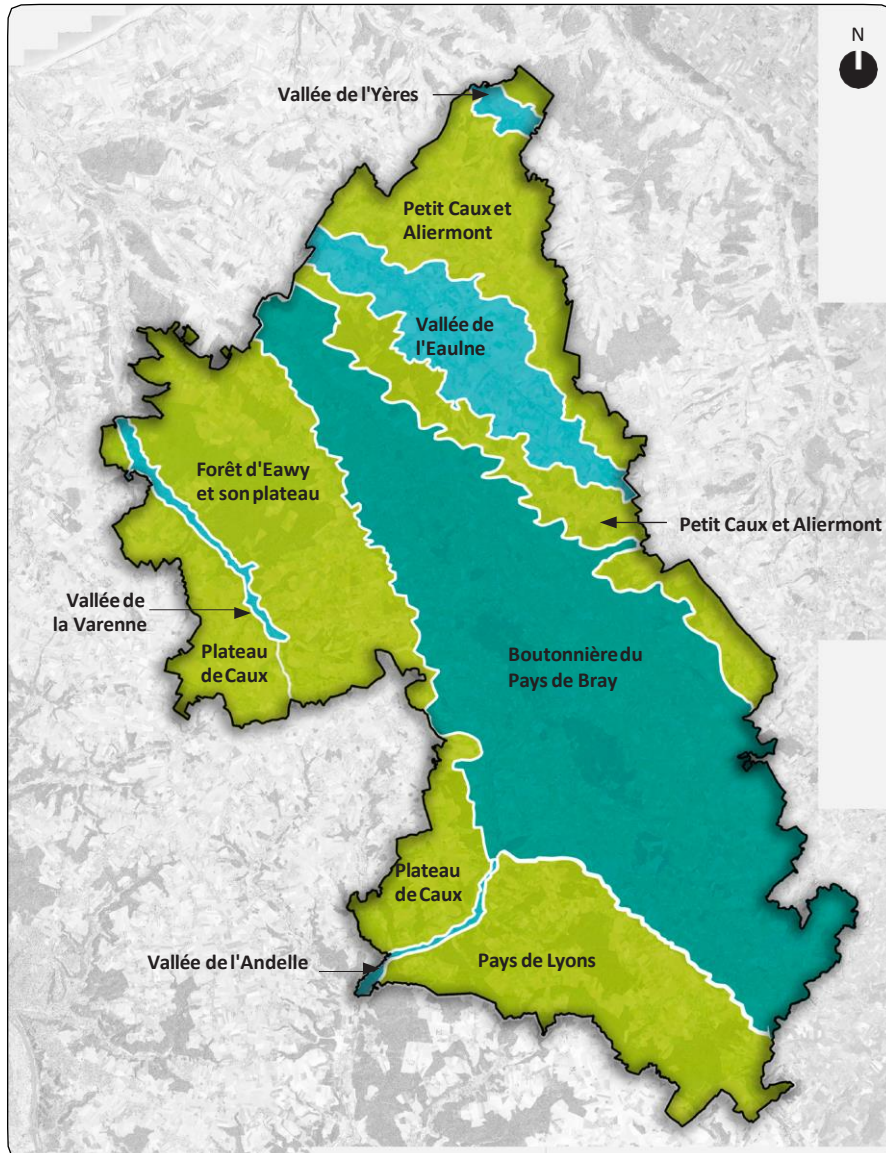 N
Vallée de l'Yères
Petit Caux et
Aliermont
Vallée de
l'Eaulne
Forêt d'Eawy
et son plateau
Petit Caux et Aliermont
Vallée de
la Varenne
Plateau
de Caux
Boutonnière du
Pays de Bray
Plateau
de Caux
Vallée de l'Andelle
Pays de Lyons